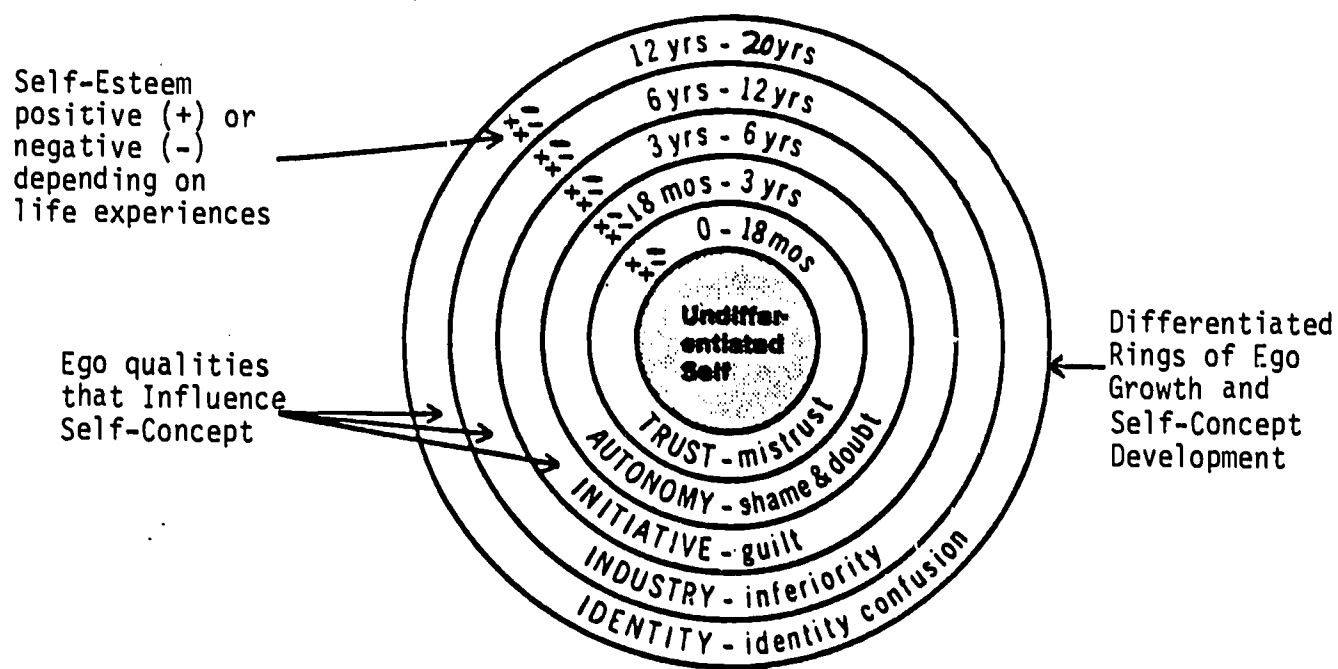 Self-Esteem
positive (+) or
negative (-)
depending on
life experiences
Ego qualities
that Influence
Self-Concept
12 yrs - 20yrs
6 yrs - 12 yrs
3 yrs - 6 yrs
18 mos - 3 yrs
0 - 18 mos
Undiffer-
entiated
Self
TRUST - mistrust
AUTONOMY - shame & doubt
INITIATIVE - guilt
INDUSTRY - inferiority
IDENTITY - identity confusion
Differentiated
Rings of Ego
Growth and
Self-Concept
Development